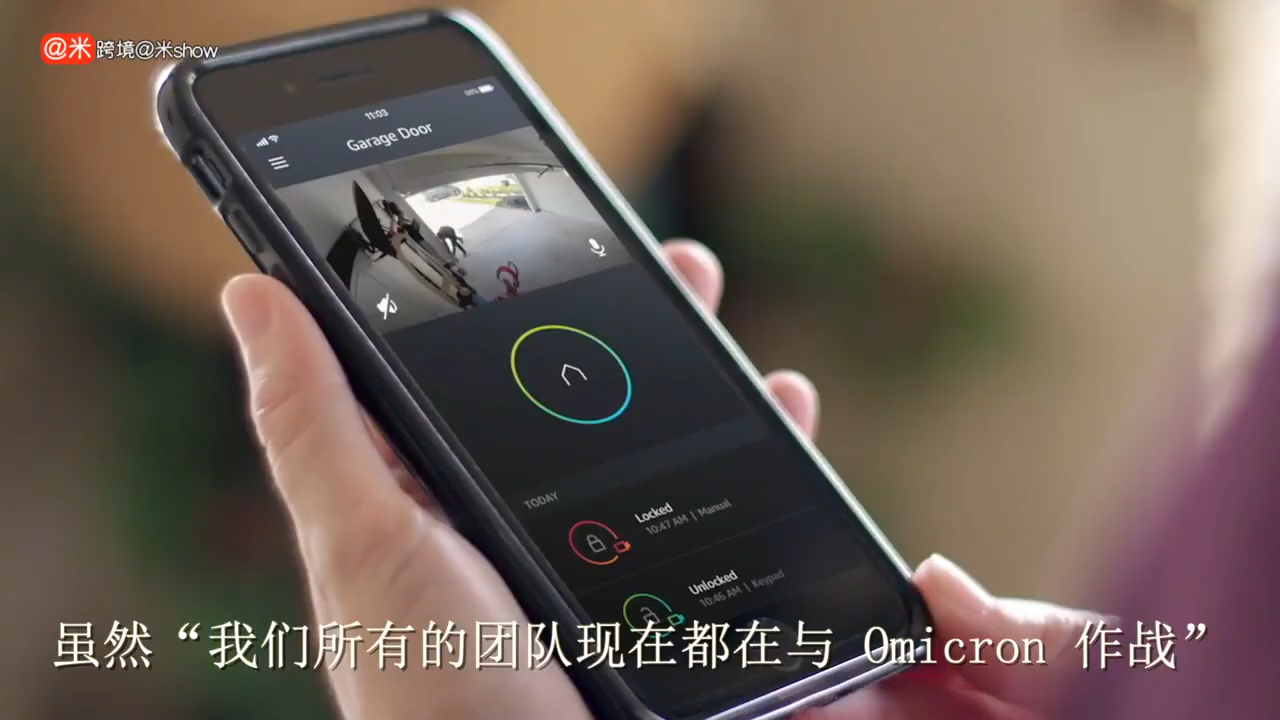 @米 跨境@米show
11:03
Garage Door
TODAY
Locked
10:47 AM | Manual
Unlocked
10:46 AM | Keypad
虽然“我们所有的团队现在都在与 Omicron 作战”